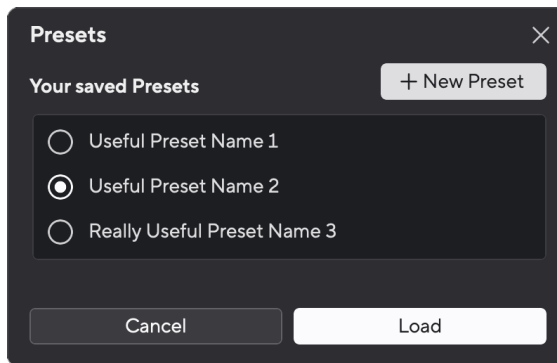 Presets
Your saved Presets
+ New Preset
Useful Preset Name 1
Useful Preset Name 2
Really Useful Preset Name 3
Cancel
Load